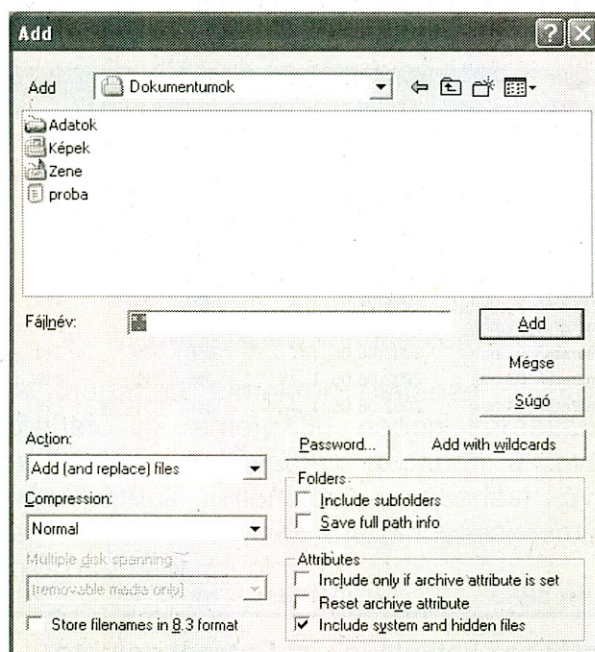 Add
Add Dokumentumok
Adatok
Képek
Zene
proba
Fájlnév:
Add
Mégse
Súgó
Action:
Password... Add with wildcards
Add (and replace) files
Folders
Include subfolders
Save full path info
Compression:
Normal
Multiple disk spanning
[removable media only]
Store filenames in 8.3 format
Attributes
Include only if archive attribute is set
Reset archive attribute
Include system and hidden files